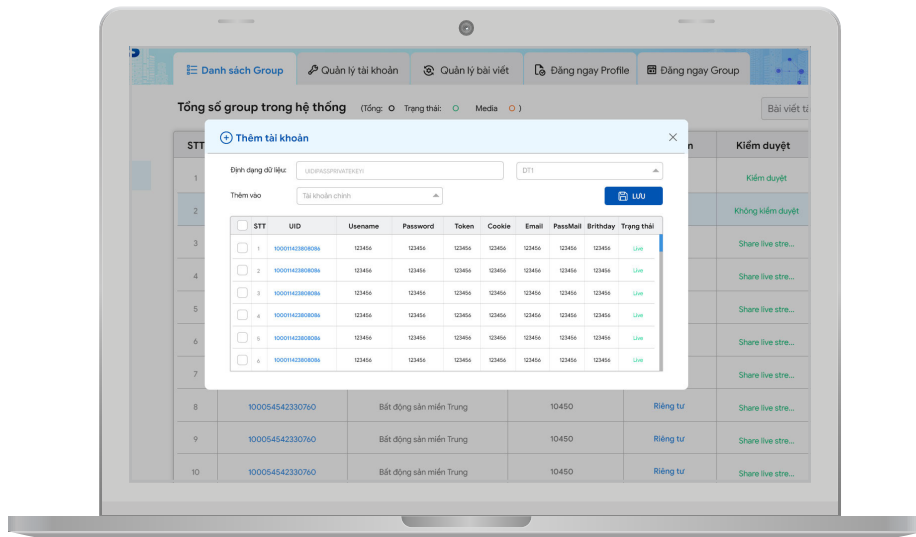 Danh sách Group Quản lý tài khoản Quản lý bài viết Đăng ngay Profile Đăng ngay Group
Tổng số group trong hệ thống (Tổng: O Trạng thái: O Media O )
Bài viết
STT Kiểm duyệt
Thêm tài khoản
Định dạng dữ liệu: UIDIPASSPRIVATEKEYI DT1
Thêm vào Tài khoản chính LƯU
STT UID Usename Password Token Cookie Email PassMail Brithday Trạng thái
1 100011423808086 123456 123456 123456 123456 123456 123456 123456 Live
2 100011423808086 123456 123456 123456 123456 123456 123456 123456 Live
3 100011423808086 123456 123456 123456 123456 123456 123456 123456 Live
4 100011423808086 123456 123456 123456 123456 123456 123456 123456 Live
5 100011423808086 123456 123456 123456 123456 123456 123456 123456 Live
6 100011423808086 123456 123456 123456 123456 123456 123456 123456 Live
1 Kiểm duyệt
2 Không kiểm duyệt
3 Share live stre...
4 Share live stre...
5 Share live stre...
6 Share live stre...
7 Share live stre...
8 100054542330760 Bất động sản miền Trung 10450 Riêng tư Share live stre...
9 100054542330760 Bất động sản miền Trung 10450 Riêng tư Share live stre...
10 100054542330760 Bất động sản miền Trung 10450 Riêng tư Share live stre...